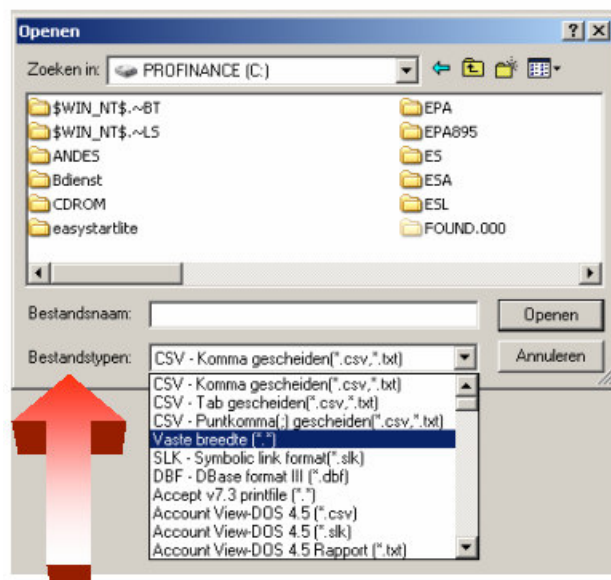 Openen
Zoeken in: PROFINANCE (C:)
$WIN_NT$.~BT
$WIN_NT$.~LS
ANDES
Bdienst
CDROM
easystartlite
EPA
EPA895
ES
ESA
ESL
FOUND.000
Bestandsnaam:
Openen
Bestandstypen: CSV - Komma gescheiden(*.csv,*.txt)
Annuleren
CSV - Komma gescheiden(*.csv,*.txt)
CSV - Tab gescheiden(*.csv,*.txt)
CSV - Puntkomma(;) gescheiden(*.csv,*.txt)
Vaste breedte (*.*)
SLK - Symbolic link format(*.slk)
DBF - DBase format III (*.dbf)
Accept v7.3 printfile (*.*)
Account View-DOS 4.5 (*.csv)
Account View-DOS 4.5 (*.slk)
Account View-DOS 4.5 Rapport (*.txt)